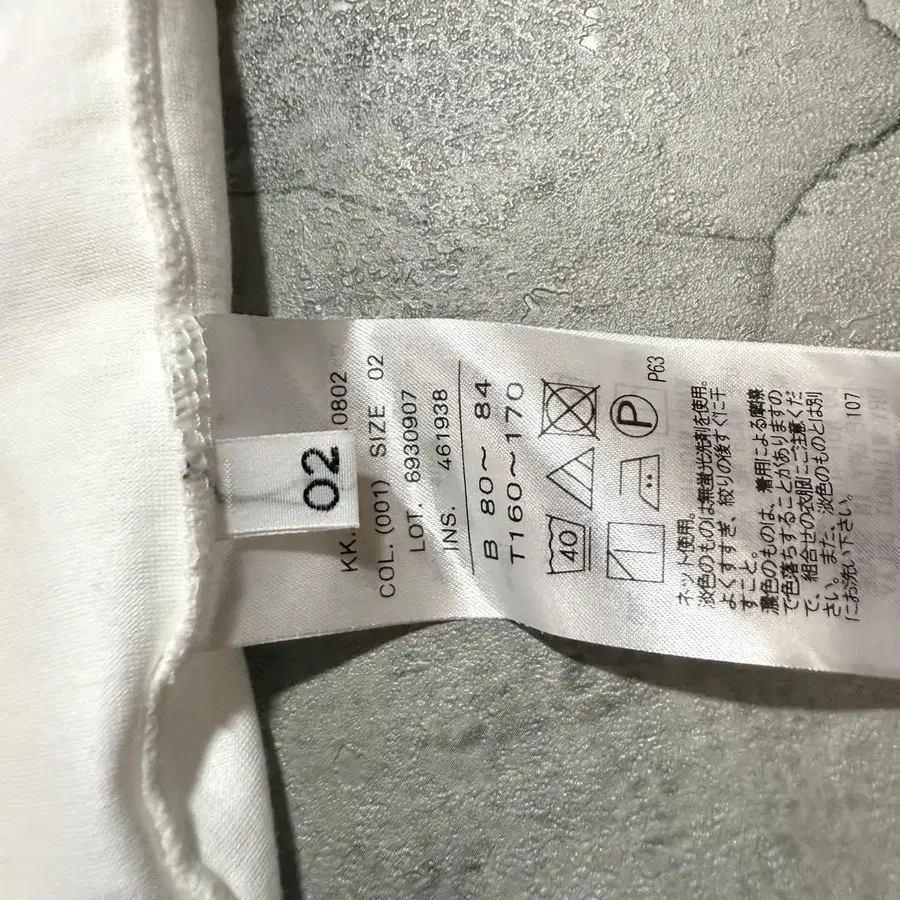 02
KK. 0802
COL. (001) SIZE 02
LOT. 6930907
INS. 461938
B 80～84
T160～170
40
P
P63
ネット使用。
淡色のものは無蛍光洗剤を使用。
よくすすぎ、絞りの後すぐに干
すこと。
濃色のものは、着用による摩擦
で色落ちすることがありますの
で、組合せの衣服にご注意くだ
さい。また、淡色のものとは別
にお洗い下さい。
107